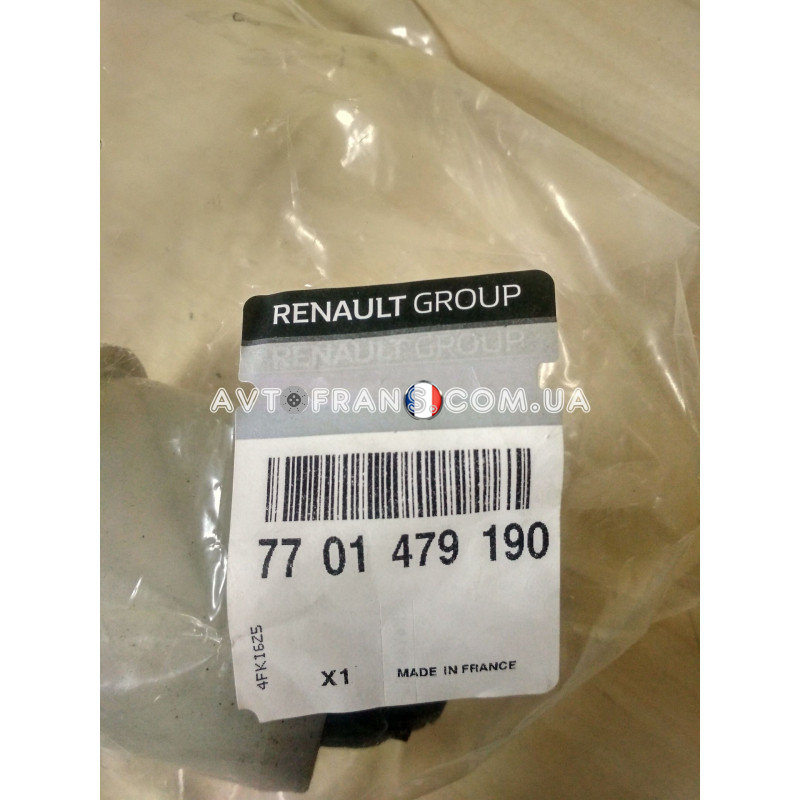 RENAULT GROUP
RENAULT GROUP
AVTOFRANS.COM.UA
77 01 479 190
4FK16Z5
X1
MADE IN FRANCE